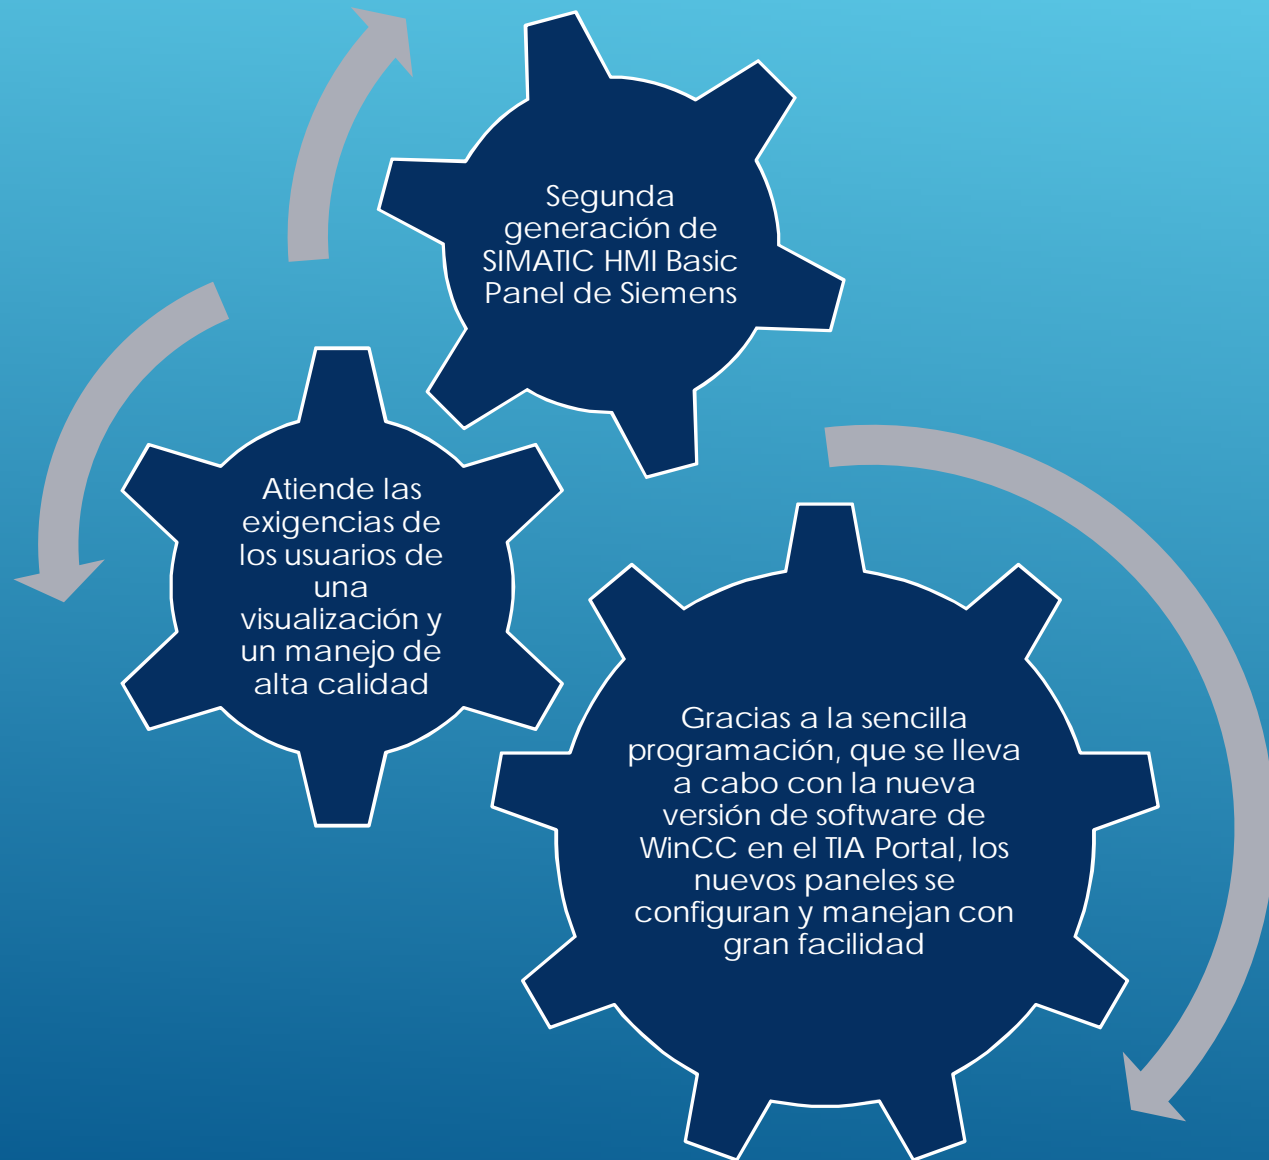 Segunda
generación de
SIMATIC HMI Basic
Panel de Siemens
Atiende las
exigencias de
los usuarios de
una
visualización y
un manejo de
alta calidad
Gracias a la sencilla
programación, que se lleva
a cabo con la nueva
versión de software de
WinCC en el TIA Portal, los
nuevos paneles se
configuran y manejan con
gran facilidad